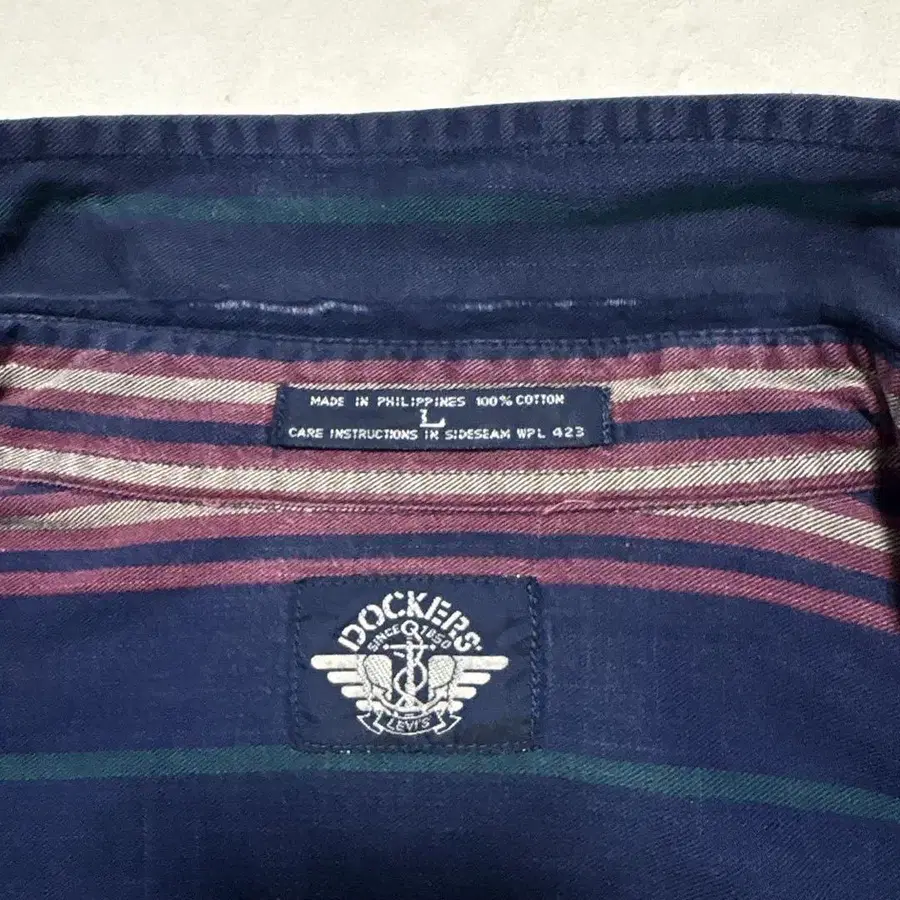 MADE IN PHILIPPINES 100% COTTON
L
CARE INSTRUCTIONS IN SIDESEAM WPL 423
DOCKERS
SINCE 1850
LEVI'S